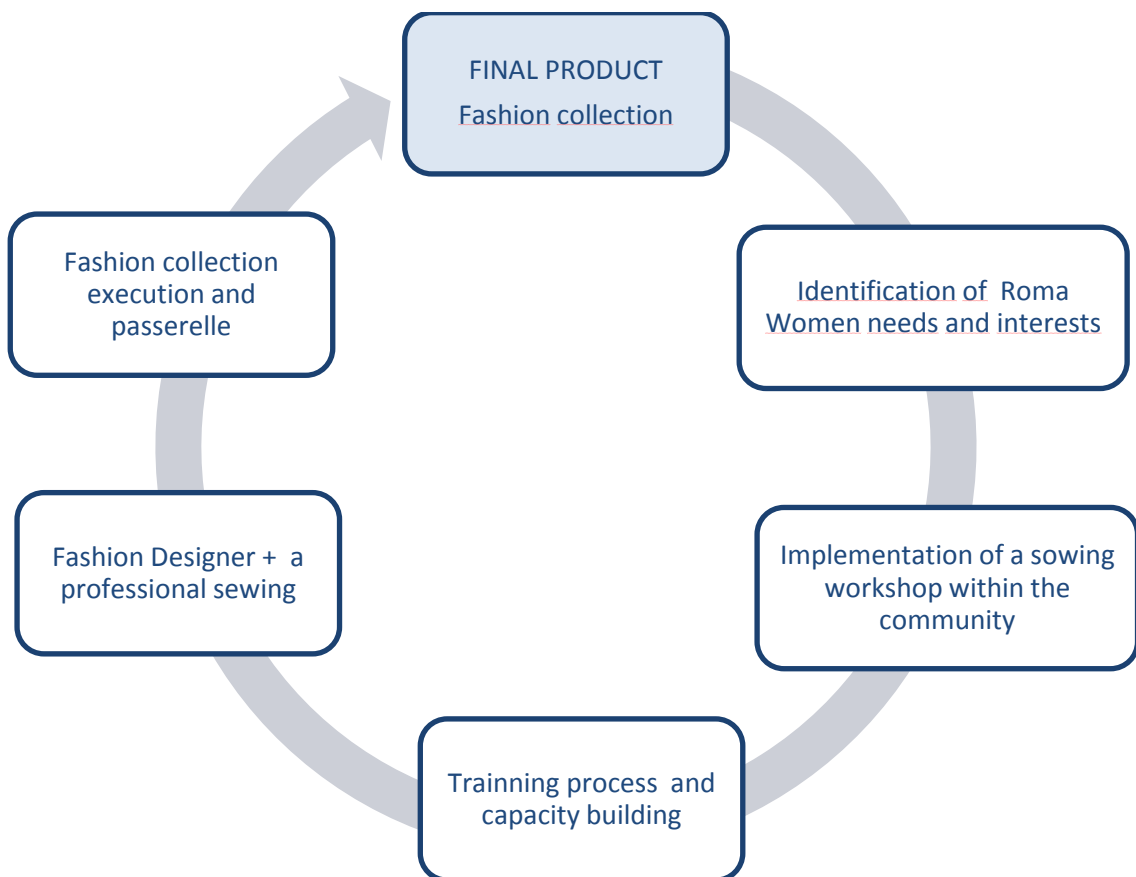 FINAL PRODUCT
Fashion collection
Identification of Roma
Women needs and interests
Implementation of a sowing
workshop within the
community
Trainning process and
capacity building
Fashion Designer + a
professional sewing
Fashion collection
execution and
passerelle